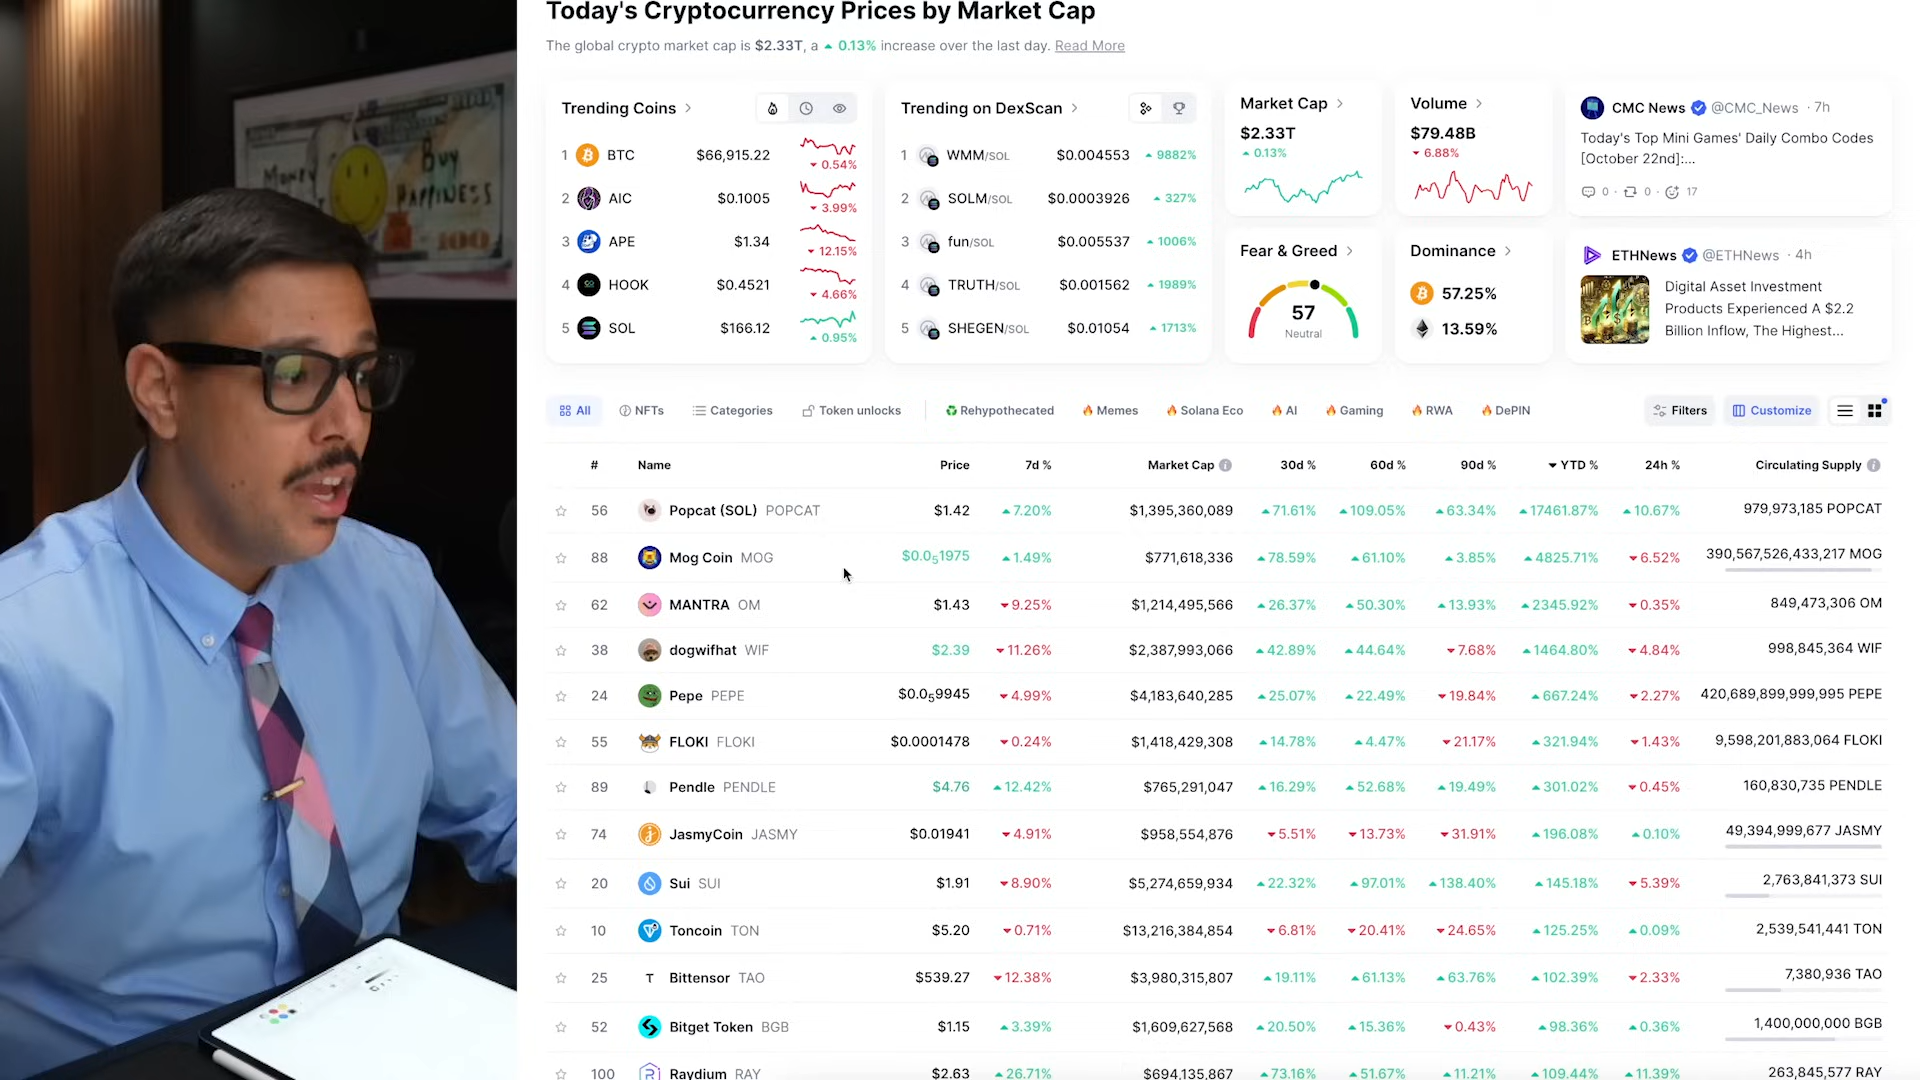 Today's Cryptocurrency Prices by Market Cap
The global crypto market cap is $2.33T, a 0.13% increase over the last day. Read More
Trending Coins
1 BTC $66,915.22 0.54%
2 AIC $0.1005 3.99%
3 APE $1.34 12.15%
4 HOOK $0.4521 4.66%
5 SOL $166.12 0.95%
Trending on DexScan
1 WMM/SOL $0.004553 9882%
2 SOLM/SOL $0.0003926 327%
3 fun/SOL $0.005537 1006%
4 TRUTH/SOL $0.001562 1989%
5 SHEGEN/SOL $0.01054 1713%
Market Cap
$2.33T
0.13%
Volume
$79.48B
6.88%
Fear & Greed
57
Neutral
Dominance
57.25%
13.59%
CMC News @CMC_News · 7h
Today's Top Mini Games' Daily Combo Codes
[October 22nd]:...
0 · 0 · 17
ETHNews @ETHNews · 4h
Digital Asset Investment
Products Experienced A $2.2
Billion Inflow, The Highest...
Money
Buy
HAPPINESS
100
All NFTs Categories Token unlocks Rehypothecated Memes Solana Eco AI Gaming RWA DePIN Filters Customize
# Name Price 7d % Market Cap 30d % 60d % 90d % YTD % 24h % Circulating Supply
56 Popcat (SOL) POPCAT $1.42 7.20% $1,395,360,089 71.61% 109.05% 63.34% 17461.87% 10.67% 979,973,185 POPCAT
88 Mog Coin MOG $0.0₅1975 1.49% $771,618,336 78.59% 61.10% 3.85% 4825.71% 6.52% 390,567,526,433,217 MOG
62 MANTRA OM $1.43 9.25% $1,214,495,566 26.37% 50.30% 13.93% 2345.92% 0.35% 849,473,306 OM
38 dogwifhat WIF $2.39 11.26% $2,387,993,066 42.89% 44.64% 7.68% 1464.80% 4.84% 998,845,364 WIF
24 Pepe PEPE $0.0₅9945 4.99% $4,183,640,285 25.07% 22.49% 19.84% 667.24% 2.27% 420,689,899,999,995 PEPE
55 FLOKI FLOKI $0.0001478 0.24% $1,418,429,308 14.78% 4.47% 21.17% 321.94% 1.43% 9,598,201,883,064 FLOKI
89 Pendle PENDLE $4.76 12.42% $765,291,047 16.29% 52.68% 19.49% 301.02% 0.45% 160,830,735 PENDLE
74 JasmyCoin JASMY $0.01941 4.91% $958,554,876 5.51% 13.73% 31.91% 196.08% 0.10% 49,394,999,677 JASMY
20 Sui SUI $1.91 8.90% $5,274,659,934 22.32% 97.01% 138.40% 145.18% 5.39% 2,763,841,373 SUI
10 Toncoin TON $5.20 0.71% $13,216,384,854 6.81% 20.41% 24.65% 125.25% 0.09% 2,539,541,441 TON
25 Bittensor TAO $539.27 12.38% $3,980,315,807 19.11% 61.13% 63.76% 102.39% 2.33% 7,380,936 TAO
52 Bitget Token BGB $1.15 3.39% $1,609,627,568 20.50% 15.36% 0.43% 98.36% 0.36% 1,400,000,000 BGB
100 Raydium RAY $2.63 26.71% $694,135,867 73.16% 51.67% 11.21% 109.44% 11.39% 263,845,577 RAY